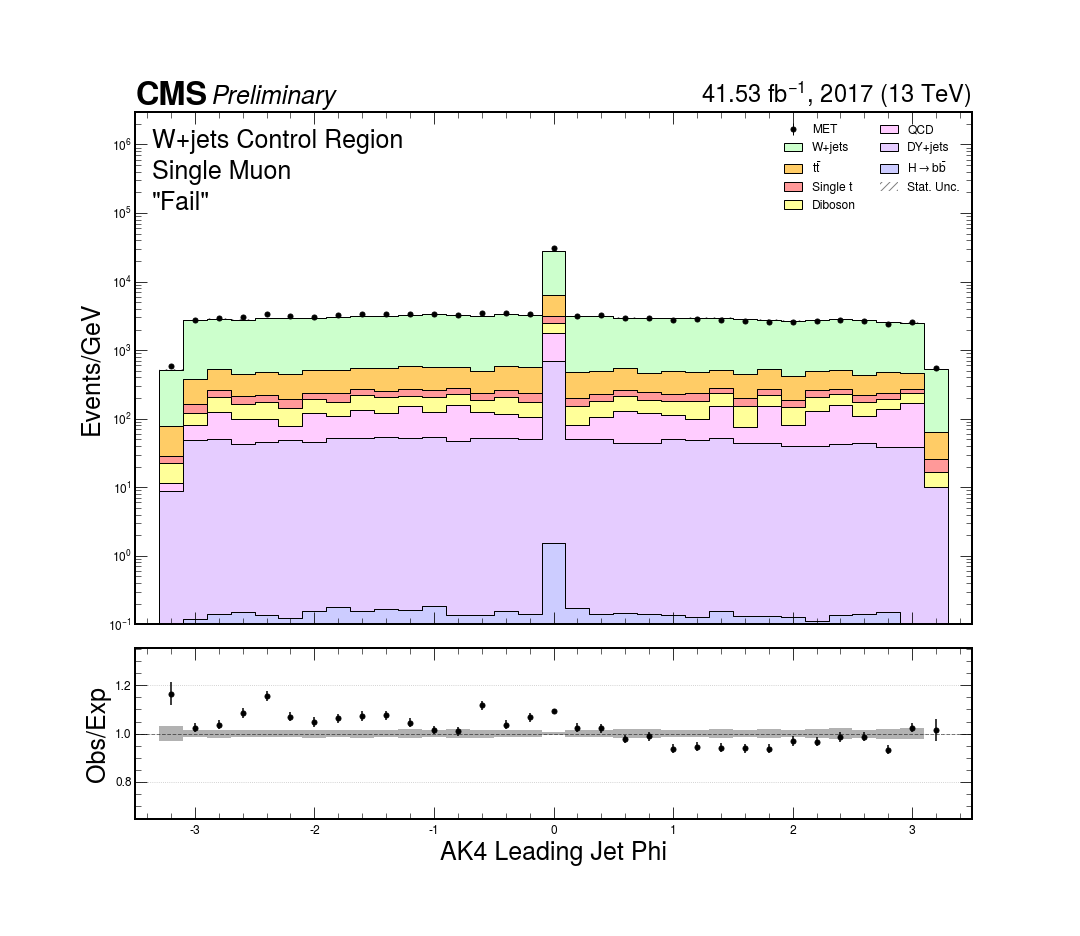 CMS Preliminary 41.53 fb⁻¹, 2017 (13 TeV)
W+jets Control Region
Single Muon
"Fail"
MET
W+jets
tt̄
Single t
Diboson
QCD
DY+jets
H→bb̄
Stat. Unc.
Events/GeV
10⁶
10⁵
10⁴
10³
10²
10¹
10⁰
10⁻¹
Obs/Exp
1.2
1.0
0.8
-3 -2 -1 0 1 2 3
AK4 Leading Jet Phi